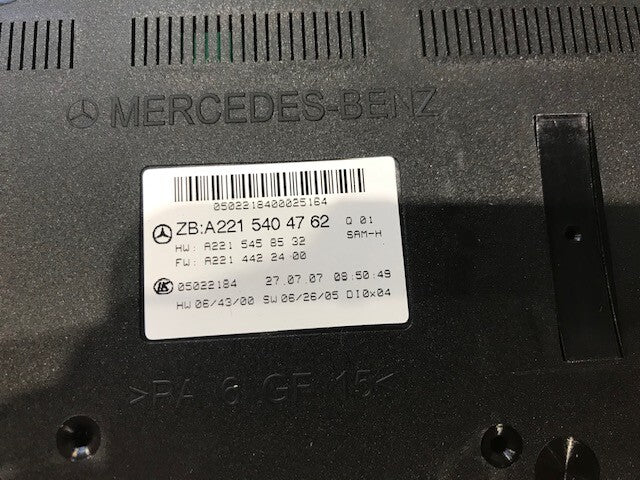 MERCEDES-BENZ
0502218400025164
ZB:A221 540 47 62 Q 01
HW: A221 545 85 32 SAM-H
FW: A221 442 24 00
LK 05022184 27.07.07 08:50:49
HW 06/43/00 SW 06/26/05 DI0x04
>PA 6 GF 15<